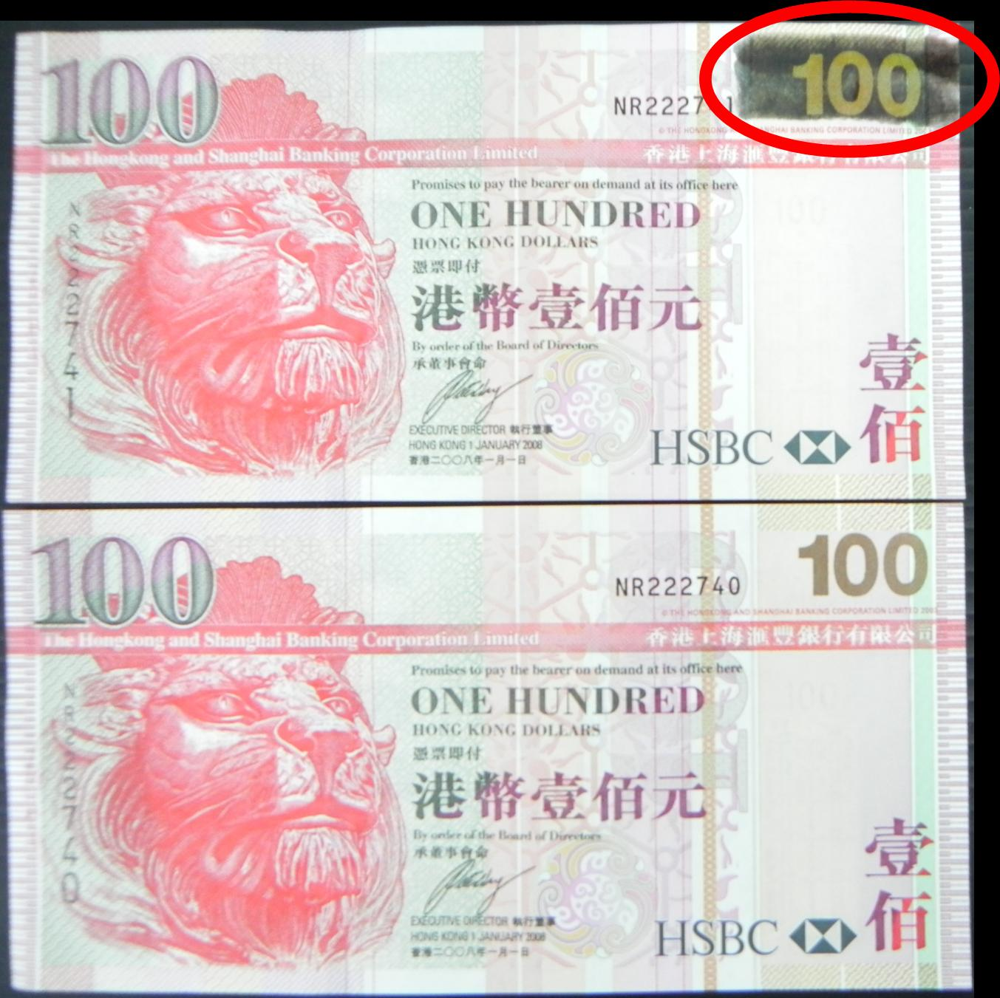 100
100
NR2227 1
© THE HONGKONG SHANGHAI BANKING CORPORATION LIMITED
The Hongkong and Shanghai Banking Corporation Limited
香港上海滙豐銀行有限公司
Promises to pay the bearer on demand at its office here
ONE HUNDRED
HONG KONG DOLLARS
憑票即付
港幣壹佰元
By order of the Board of Directors
承董事會命
EXECUTIVE DIRECTOR 執行董事
HONG KONG 1 JANUARY 2008
香港二〇〇八年一月一日
NR222741
100
HSBC
壹佰
100
100
NR222740
© THE HONGKONG AND SHANGHAI BANKING CORPORATION LIMITED
The Hongkong and Shanghai Banking Corporation Limited
香港上海滙豐銀行有限公司
Promises to pay the bearer on demand at its office here
ONE HUNDRED
HONG KONG DOLLARS
憑票即付
港幣壹佰元
By order of the Board of Directors
承董事會命
EXECUTIVE DIRECTOR 執行董事
HONG KONG 1 JANUARY 2008
香港二〇〇八年一月一日
NR222740
100
HSBC
壹佰